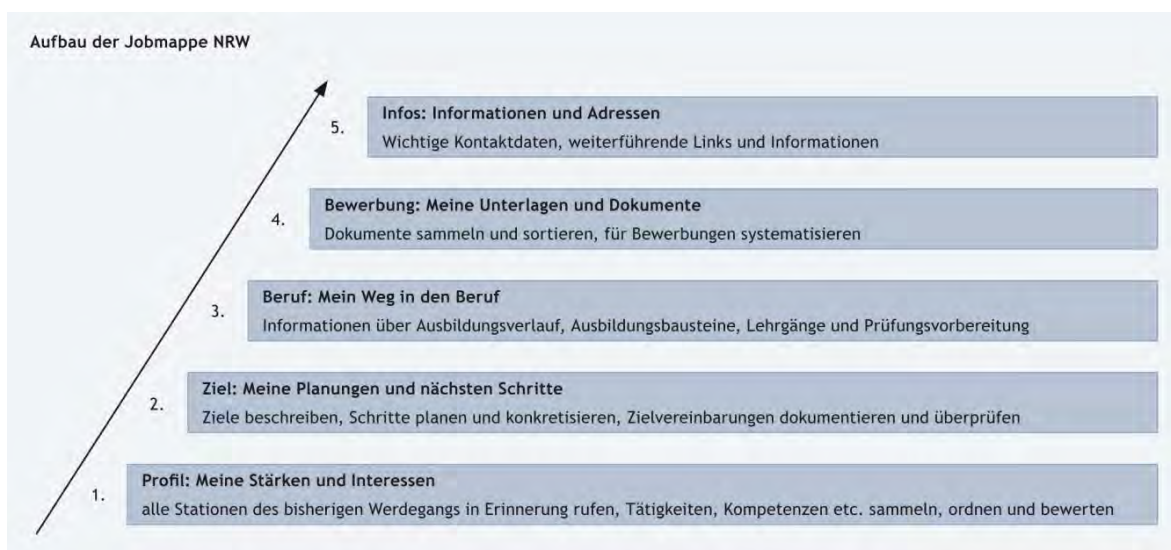 Aufbau der Jobmappe NRW
5.
Infos: Informationen und Adressen
Wichtige Kontaktdaten, weiterführende Links und Informationen
4.
Bewerbung: Meine Unterlagen und Dokumente
Dokumente sammeln und sortieren, für Bewerbungen systematisieren
3.
Beruf: Mein Weg in den Beruf
Informationen über Ausbildungsverlauf, Ausbildungsbausteine, Lehrgänge und Prüfungsvorbereitung
2.
Ziel: Meine Planungen und nächsten Schritte
Ziele beschreiben, Schritte planen und konkretisieren, Zielvereinbarungen dokumentieren und überprüfen
1.
Profil: Meine Stärken und Interessen
alle Stationen des bisherigen Werdegangs in Erinnerung rufen, Tätigkeiten, Kompetenzen etc. sammeln, ordnen und bewerten